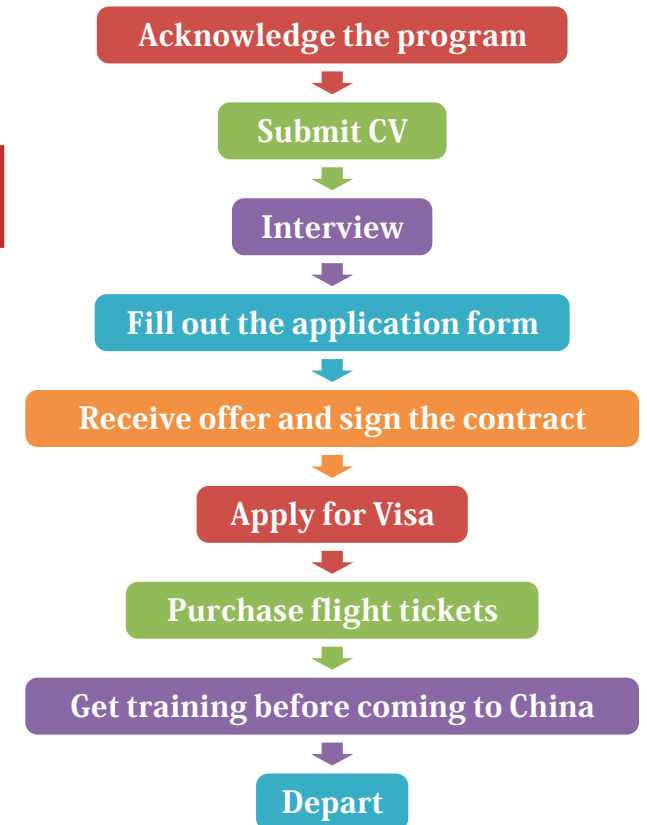 Acknowledge the program
Submit CV
Interview
Fill out the application form
Receive offer and sign the contract
Apply for Visa
Purchase flight tickets
Get training before coming to China
Depart